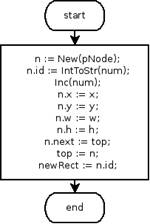 start
n := New(pNode);
n.id := IntToStr(num);
Inc(num);
n.x := x;
n.y := y;
n.w := w;
n.h := h;
n.next := top;
top := n;
newRect := n.id;
end